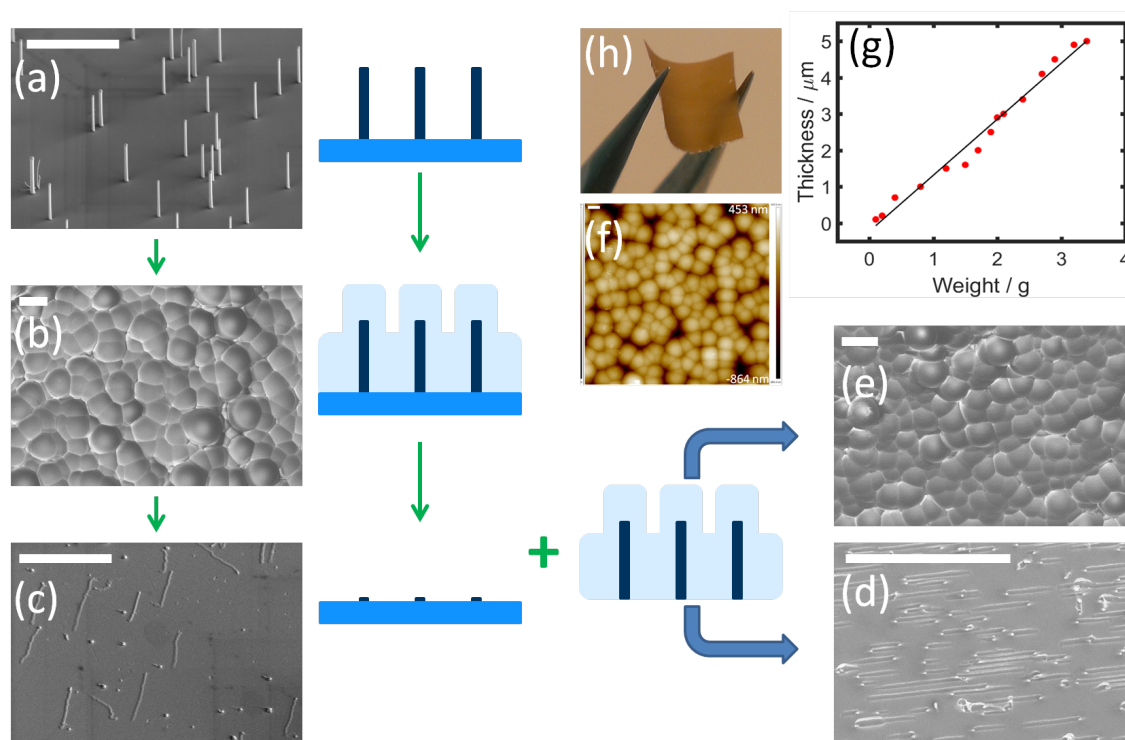 (a)
(b)
(c)
(h)
453 nm
(f)
-864 nm
(g)
Thickness / μm
5
4
3
2
1
0
0 1 2 3 4
Weight / g
+
(e)
(d)